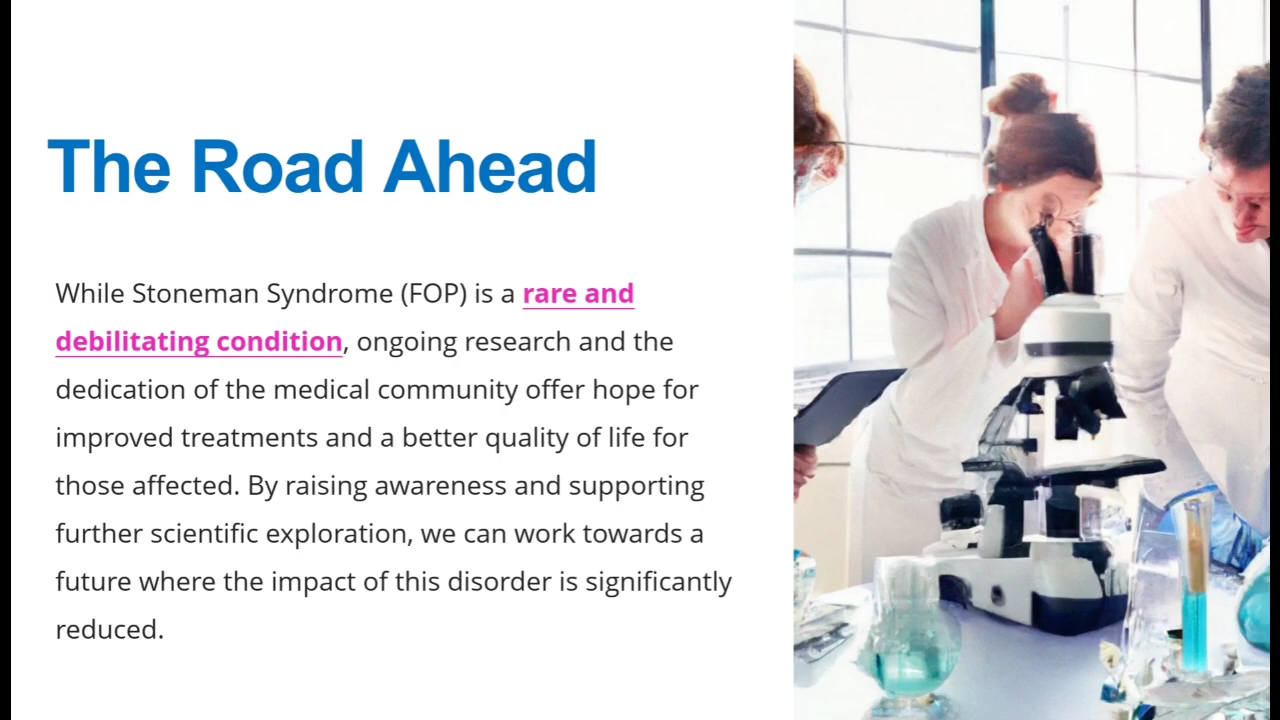 The Road Ahead
While Stoneman Syndrome (FOP) is a rare and
debilitating condition, ongoing research and the
dedication of the medical community offer hope for
improved treatments and a better quality of life for
those affected. By raising awareness and supporting
further scientific exploration, we can work towards a
future where the impact of this disorder is significantly
reduced.